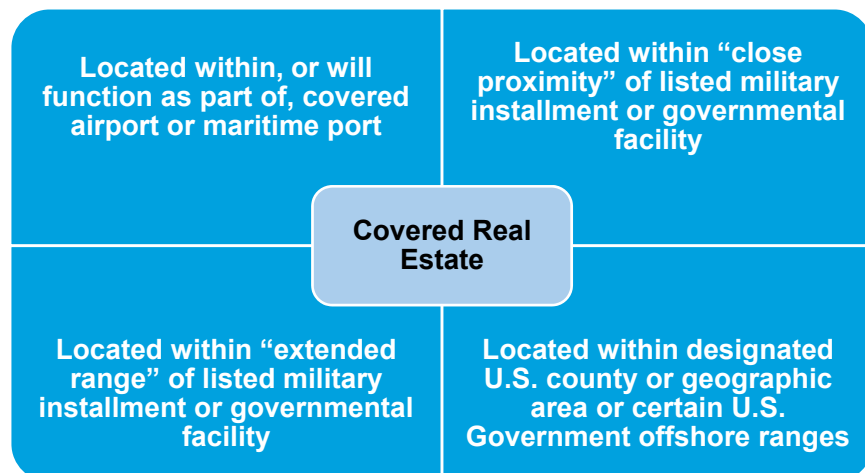 Located within, or will
function as part of, covered
airport or maritime port
Located within “close
proximity” of listed military
installment or governmental
facility
Covered Real
Estate
Located within “extended
range” of listed military
installment or governmental
facility
Located within designated
U.S. county or geographic
area or certain U.S.
Government offshore ranges